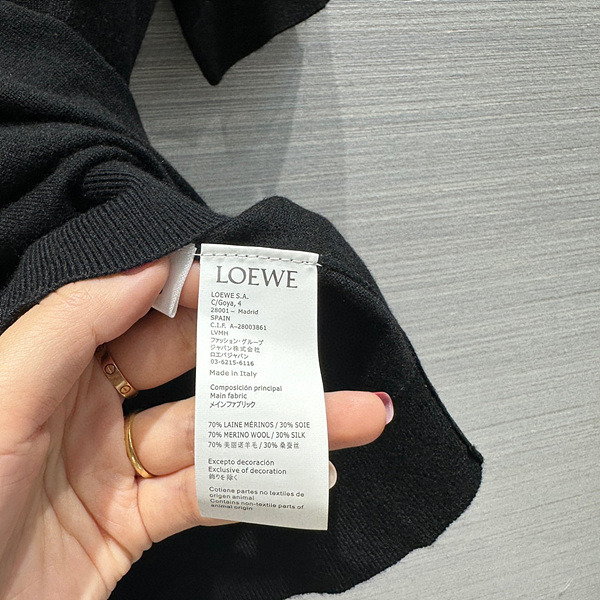 LOEWE
LOEWE S.A.
C/Goya, 4
28001 – Madrid
SPAIN
C.I.F. A-28003861
LVMH
ファッション・グループ
ジャパン株式会社
ロエベジャパン
03-6215-6116
Made in Italy
Composición principal
Main fabric
メインファブリック
70% LAINE MÉRINOS / 30% SOIE
70% MERINO WOOL / 30% SILK
70% 美丽诺羊毛 / 30% 桑蚕丝
Excepto decoración
Exclusive of decoration
飾りを除く
Contiene partes no textiles de
origen animal
Contains non-textile parts of
animal origin